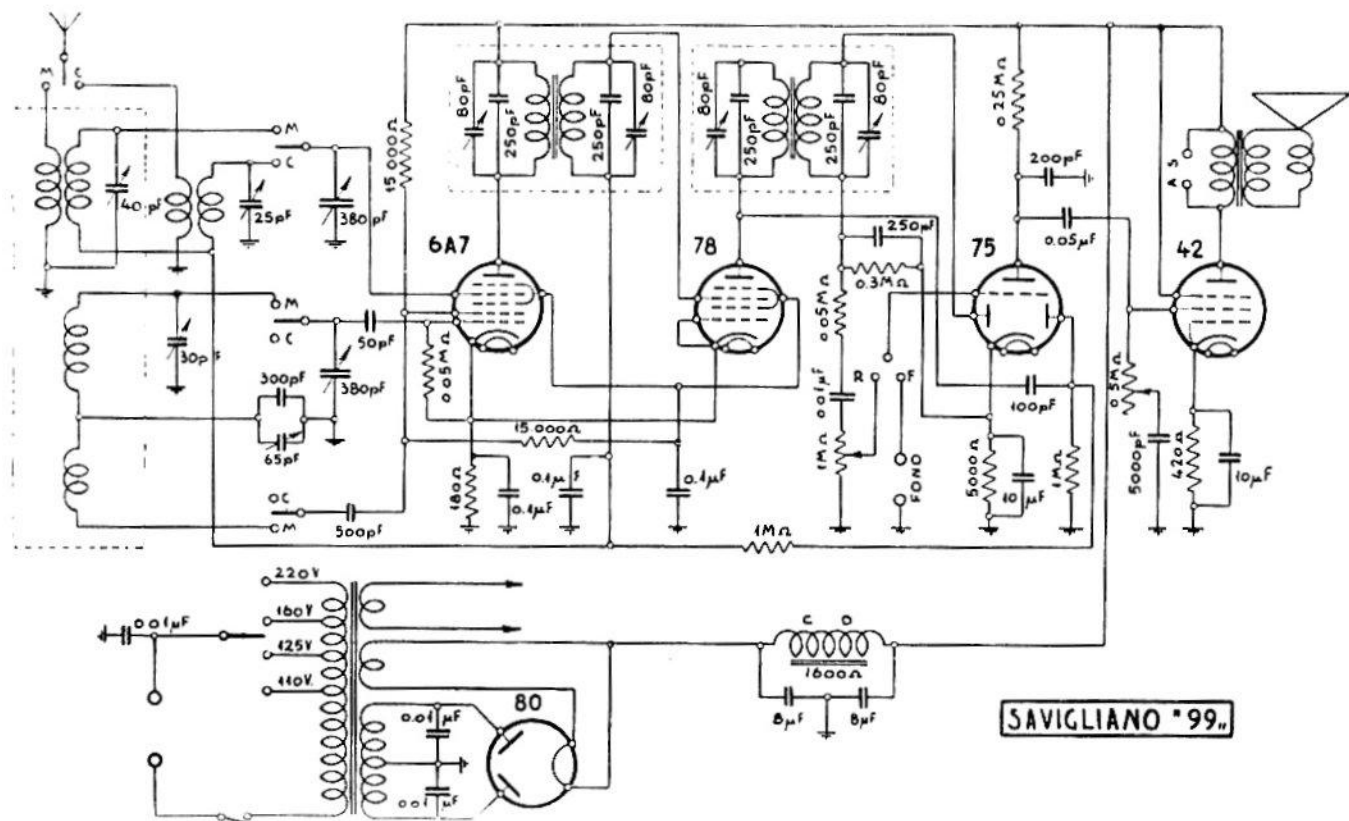 M
C
M
C
40pF
25pF
380pF
15.000Ω
80pF
250pF
250pF
80pF
80pF
250pF
250pF
80pF
0.25MΩ
200pF
0.05µF
S
A
6A7
78
75
42
250pF
0.3MΩ
M
C
30pF
50pF
380pF
300pF
65pF
0.05MΩ
0.05MΩ
0.01µF
1MΩ
R
F
FONO
100pF
0.5MΩ
5000pF
15.000Ω
180Ω
0.1µF
0.1µF
0.1µF
5000Ω
10µF
1MΩ
420Ω
10µF
C
M
500pF
1MΩ
220V
160V
125V
110V.
0.01µF
C D
1600Ω
8µF
8µF
80
0.01µF
0.01µF
SAVIGLIANO "99"